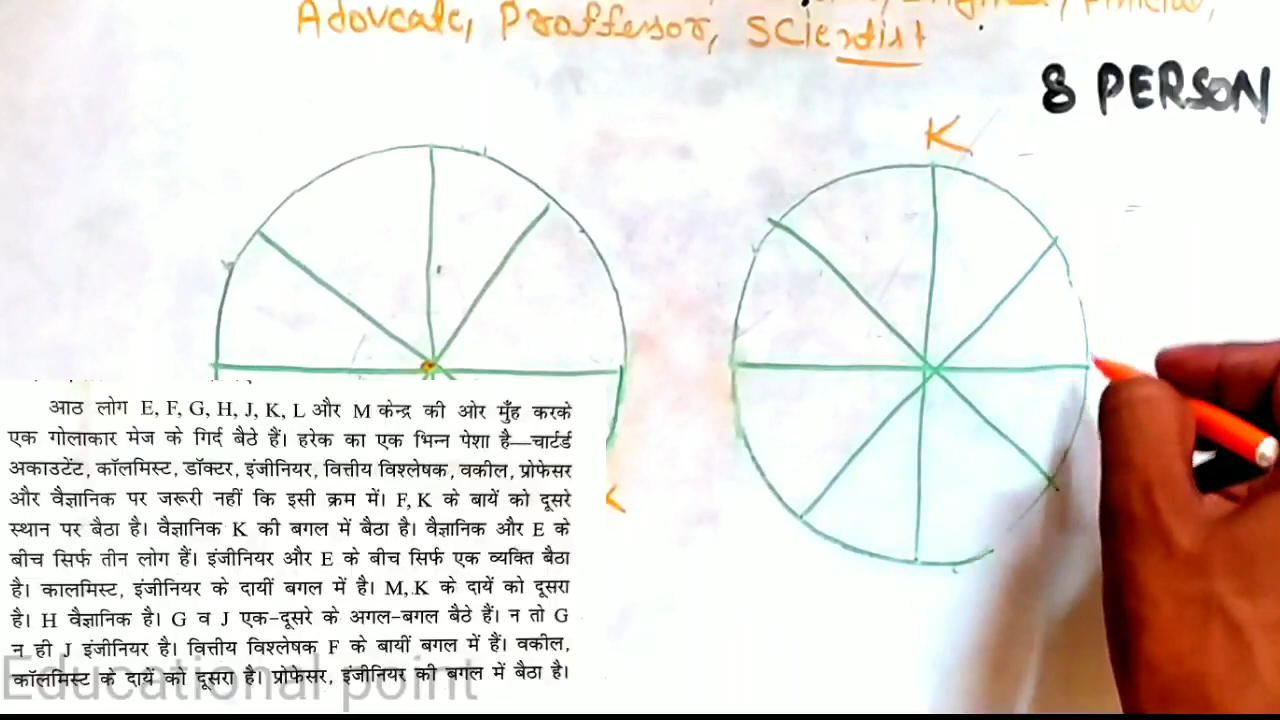 Adovcate, Proffersor, Scientist
8 PERSON
K
आठ लोग E, F, G, H, J, K, L और M केन्द्र की ओर मुँह करके
एक गोलाकार मेज के गिर्द बैठे हैं। हरेक का एक भिन्न पेशा है—चार्टर्ड
अकाउटेंट, कॉलमिस्ट, डॉक्टर, इंजीनियर, वित्तीय विश्लेषक, वकील, प्रोफेसर
और वैज्ञानिक पर जरूरी नहीं कि इसी क्रम में। F, K के बायें को दूसरे
स्थान पर बैठा है। वैज्ञानिक K की बगल में बैठा है। वैज्ञानिक और E के
बीच सिर्फ तीन लोग हैं। इंजीनियर और E के बीच सिर्फ एक व्यक्ति बैठा
है। कालमिस्ट, इंजीनियर के दायीं बगल में है। M, K के दायें को दूसरा
है। H वैज्ञानिक है। G व J एक-दूसरे के अगल-बगल बैठे हैं। न तो G
न ही J इंजीनियर है। वित्तीय विश्लेषक F के बायीं बगल में हैं। वकील,
कॉलमिस्ट के दायें को दूसरा है। प्रोफेसर, इंजीनियर की बगल में बैठा है।
Educational point